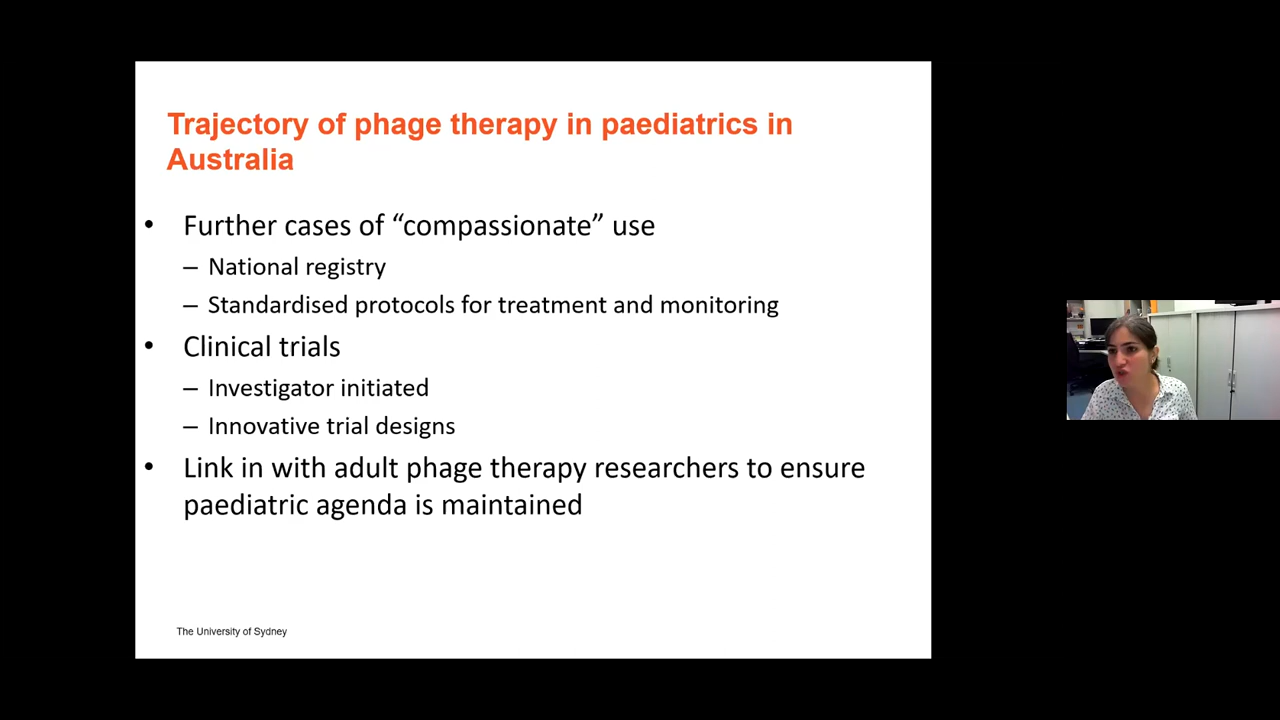 Trajectory of phage therapy in paediatrics in
Australia
• Further cases of “compassionate” use
– National registry
– Standardised protocols for treatment and monitoring
• Clinical trials
– Investigator initiated
– Innovative trial designs
• Link in with adult phage therapy researchers to ensure
paediatric agenda is maintained
The University of Sydney